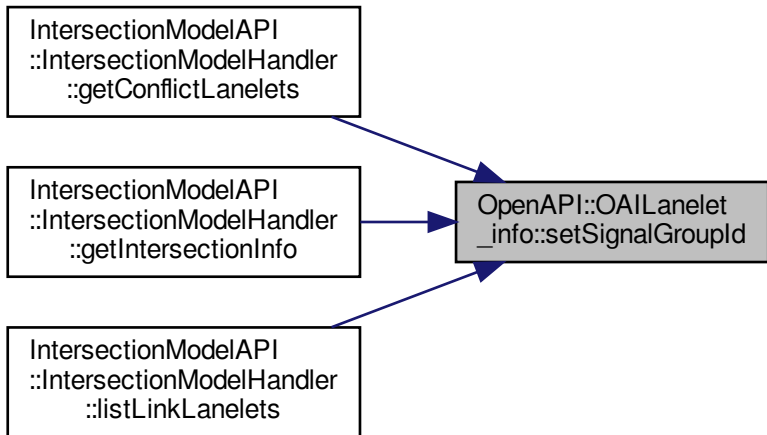 IntersectionModelAPI
::IntersectionModelHandler
::getConflictLanelets
IntersectionModelAPI
::IntersectionModelHandler
::getIntersectionInfo
IntersectionModelAPI
::IntersectionModelHandler
::listLinkLanelets
OpenAPI::OAILanelet
_info::setSignalGroupId